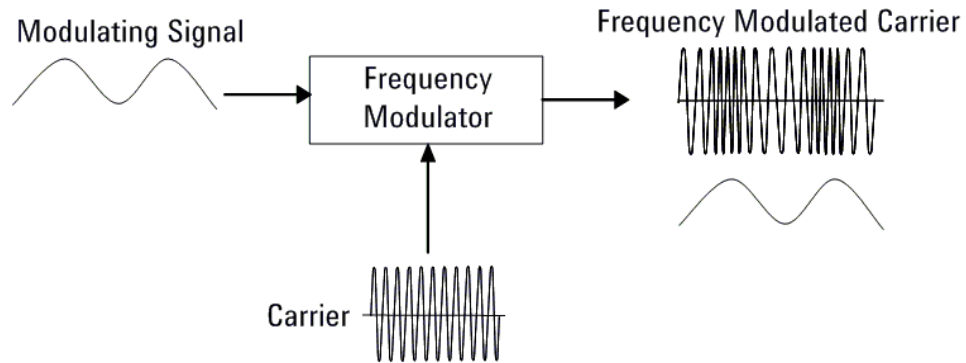 Modulating Signal
Frequency Modulated Carrier
Frequency
Modulator
Carrier